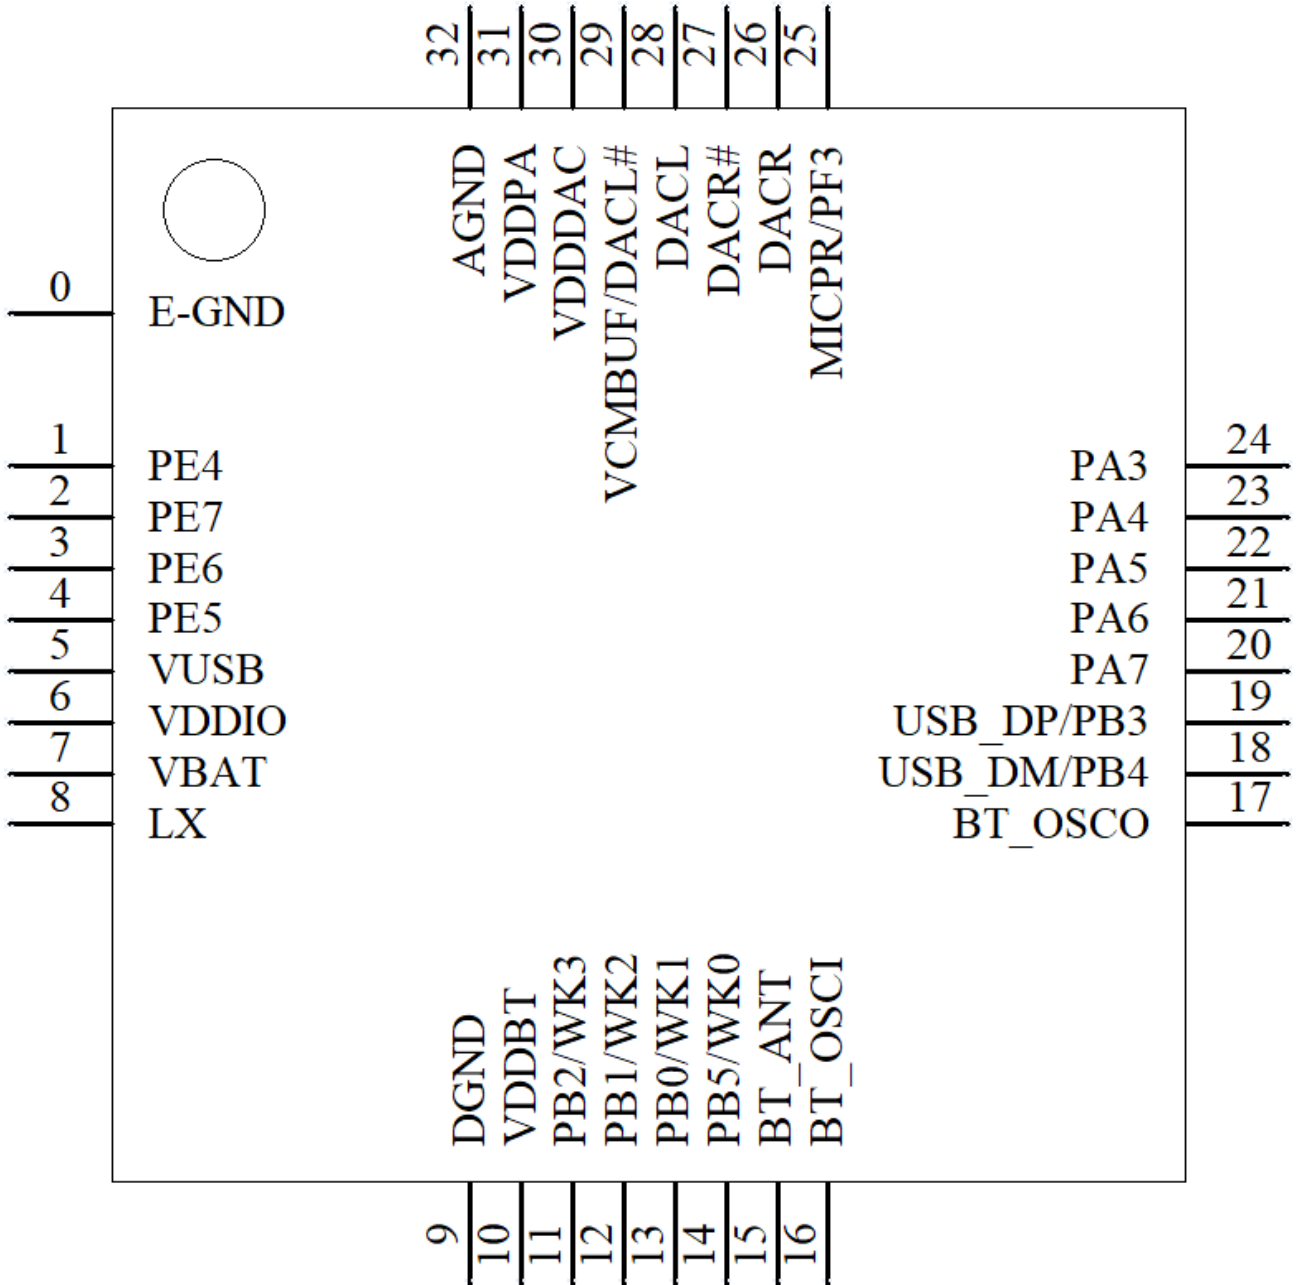 32
31
30
29
28
27
26
25
AGND
VDDPA
VDDDAC
VCMBUF/DACL#
DACL
DACR#
DACR
MICPR/PF3
0
E-GND
1
PE4
2
PE7
3
PE6
4
PE5
5
VUSB
6
VDDIO
7
VBAT
8
LX
24
PA3
23
PA4
22
PA5
21
PA6
20
PA7
19
USB_DP/PB3
18
USB_DM/PB4
17
BT_OSCO
DGND
VDDBT
PB2/WK3
PB1/WK2
PB0/WK1
PB5/WK0
BT_ANT
BT_OSCI
9
10
11
12
13
14
15
16